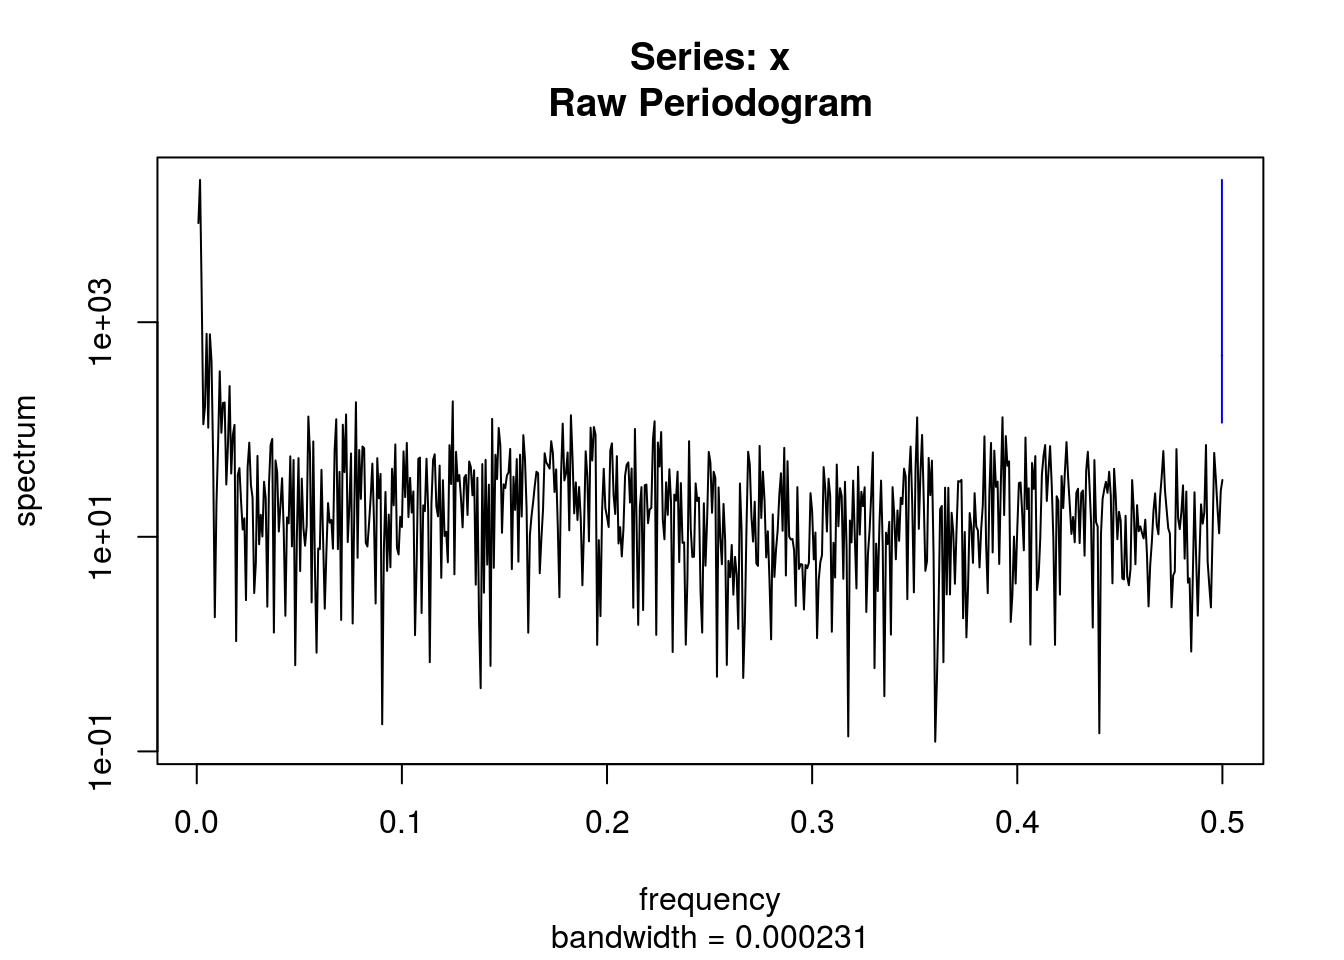 Series: x
Raw Periodogram
spectrum
1e+03
1e+01
1e-01
0.0 0.1 0.2 0.3 0.4 0.5
frequency
bandwidth = 0.000231